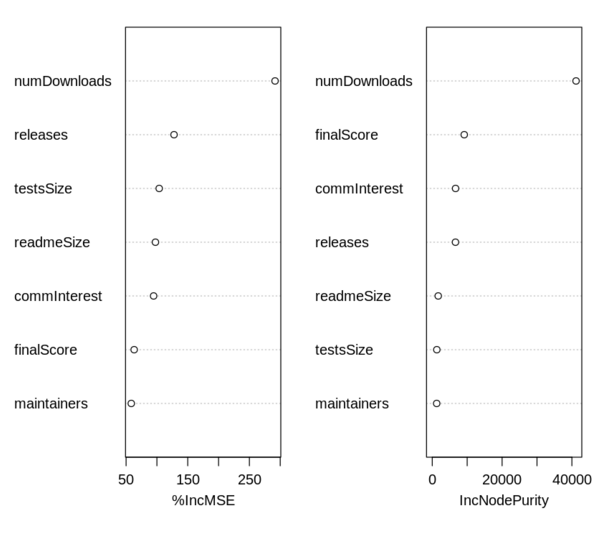 numDownloads
releases
testsSize
readmeSize
commInterest
finalScore
maintainers
50 150 250
%IncMSE
numDownloads
finalScore
commInterest
releases
readmeSize
testsSize
maintainers
0 20000 40000
IncNodePurity